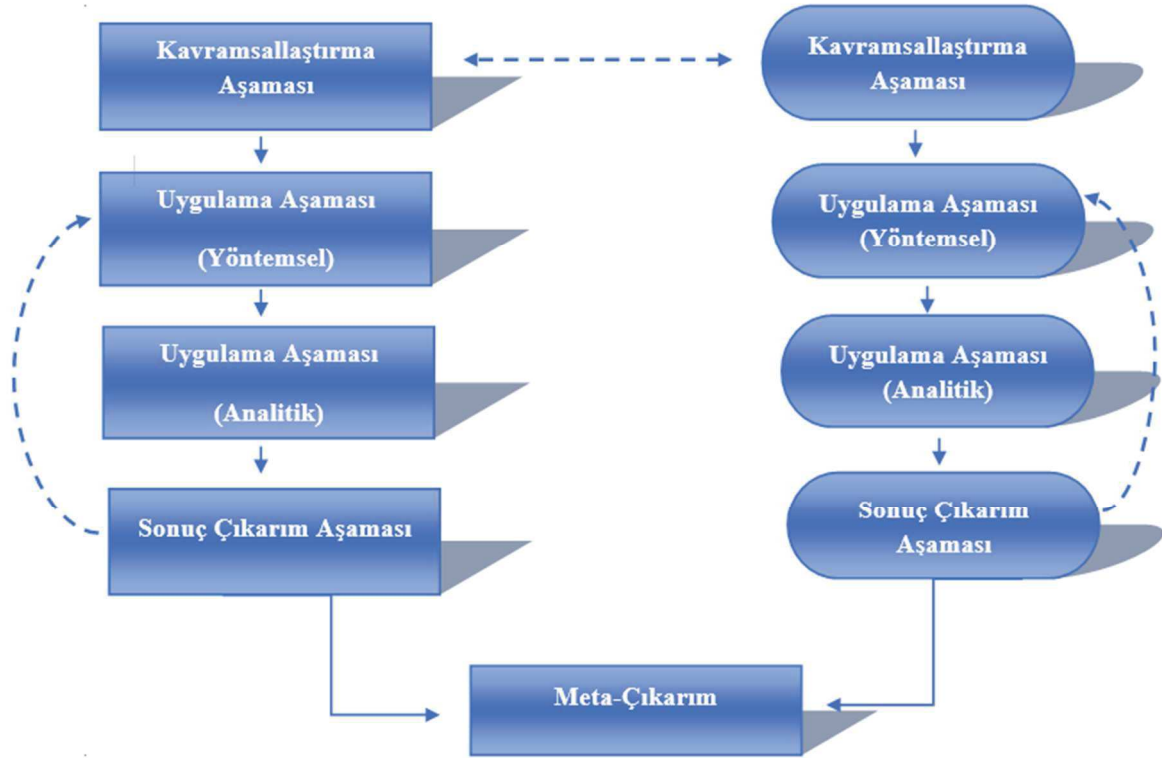 Kavramsallaştırma
Aşaması
Uygulama Aşaması
(Yöntemsel)
Uygulama Aşaması
(Analitik)
Sonuç Çıkarım Aşaması
Kavramsallaştırma
Aşaması
Uygulama Aşaması
(Yöntemsel)
Uygulama Aşaması
(Analitik)
Sonuç Çıkarım
Aşaması
Meta-Çıkarım